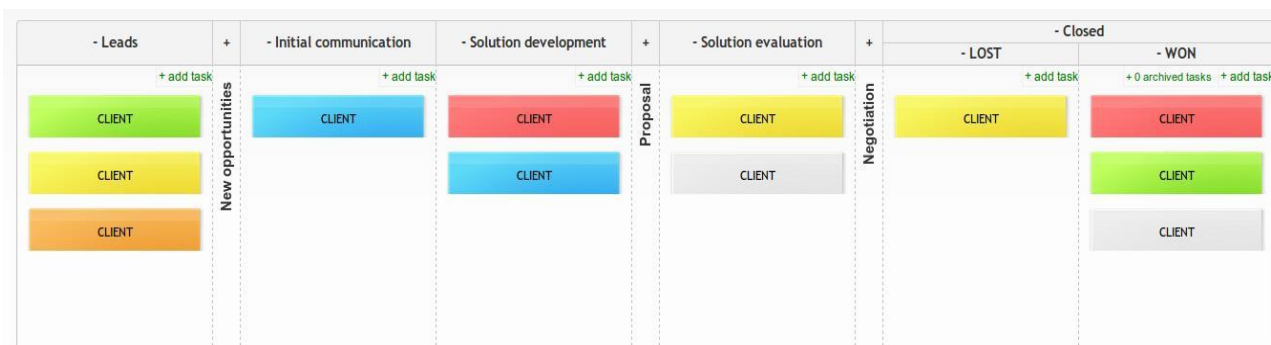 - Leads
+
- Initial communication
- Solution development
+
- Solution evaluation
+
- Closed
- LOST
- WON
+ add task
+ add task
+ add task
+ add task
+ add task
+ 0 archived tasks + add task
New opportunities
Proposal
Negotiation
CLIENT
CLIENT
CLIENT
CLIENT
CLIENT
CLIENT
CLIENT
CLIENT
CLIENT
CLIENT
CLIENT
CLIENT